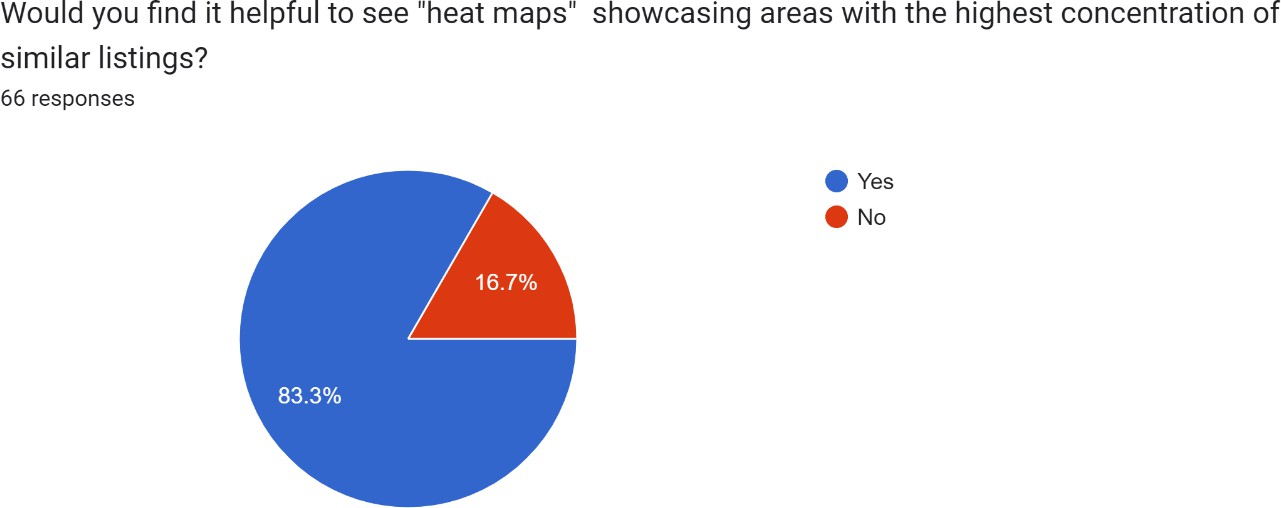 Would you find it helpful to see "heat maps"  showcasing areas with the highest concentration of
similar listings?
66 responses
Yes
No
16.7%
83.3%